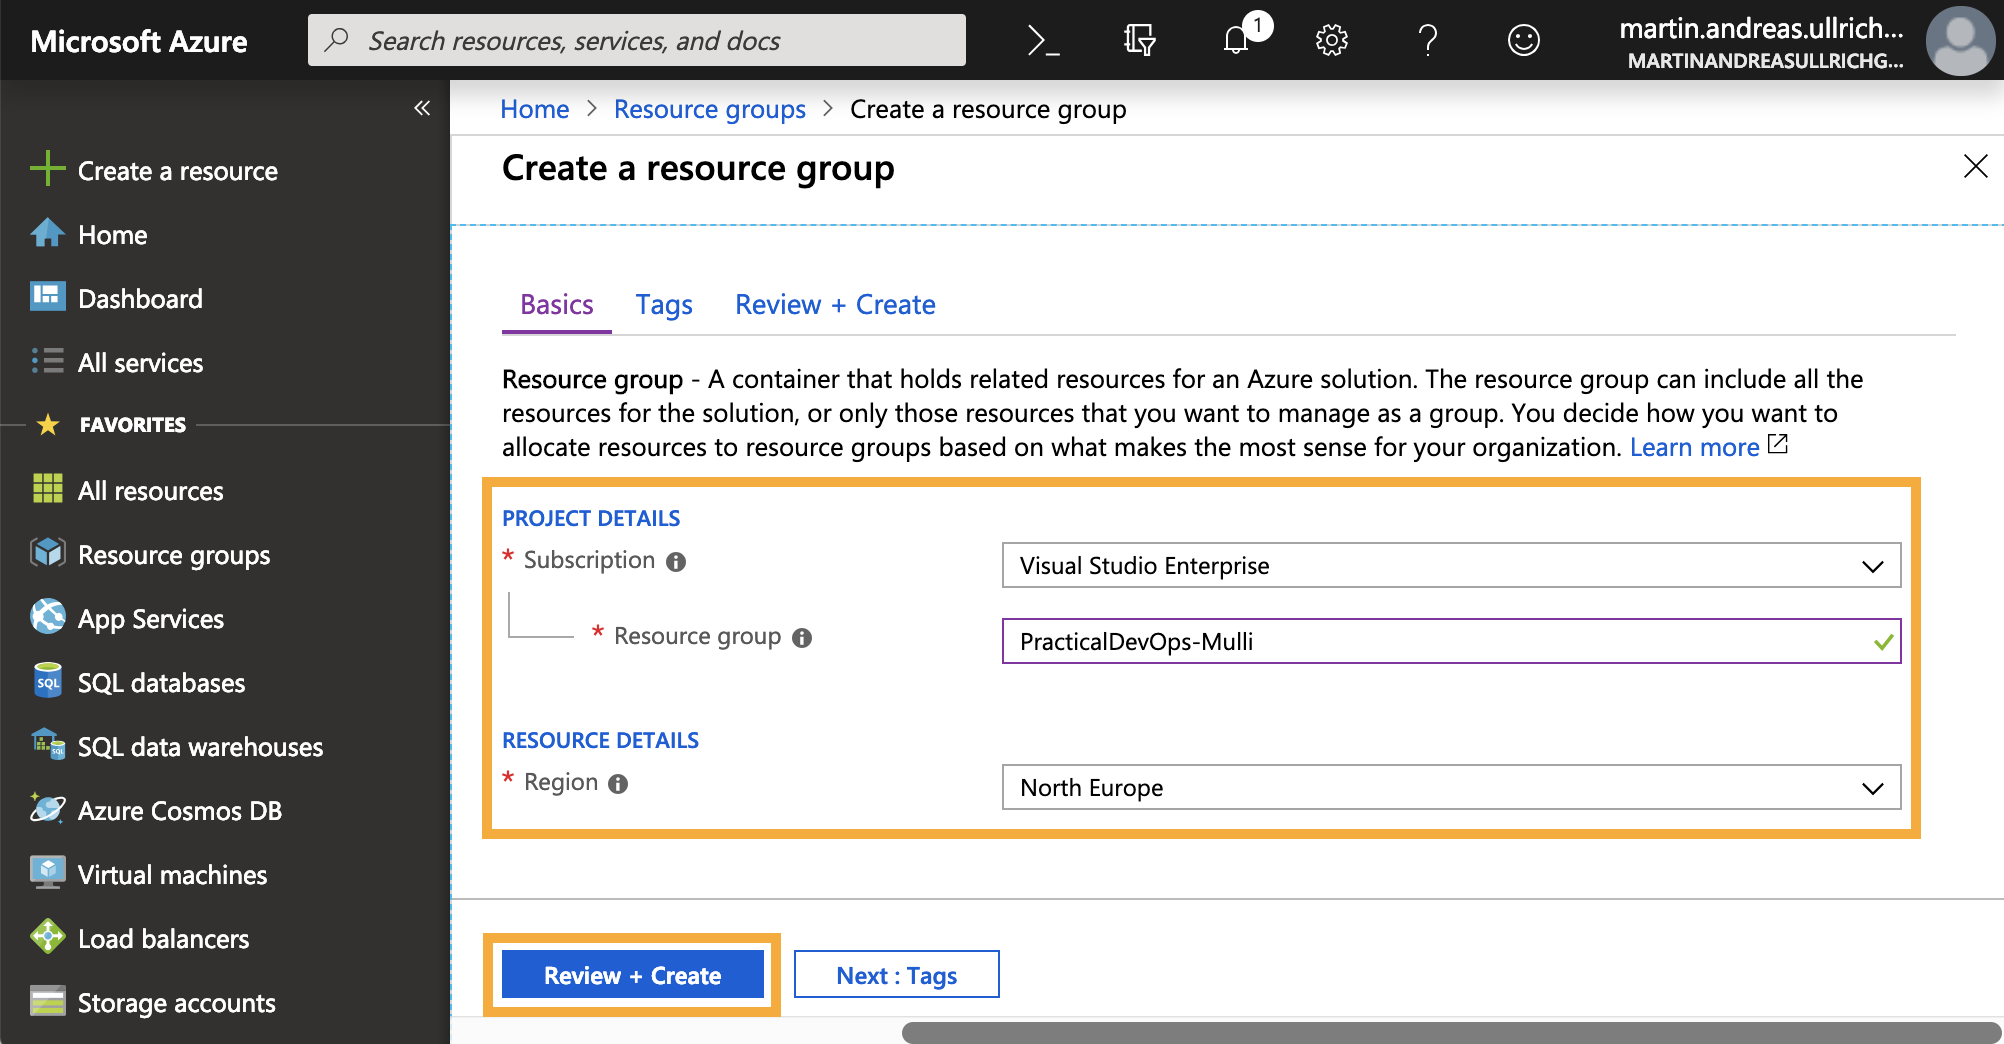 Microsoft Azure
Search resources, services, and docs
1
martin.andreas.ullrich...
MARTINANDREASULLRICHG...
Create a resource
Home
Dashboard
All services
FAVORITES
All resources
Resource groups
App Services
SQL
SQL databases
SQL
SQL data warehouses
Azure Cosmos DB
Virtual machines
Load balancers
Storage accounts
Home > Resource groups > Create a resource group
Create a resource group
Basics Tags Review + Create
Resource group - A container that holds related resources for an Azure solution. The resource group can include all the
resources for the solution, or only those resources that you want to manage as a group. You decide how you want to
allocate resources to resource groups based on what makes the most sense for your organization. Learn more
PROJECT DETAILS
* Subscription Visual Studio Enterprise
* Resource group PracticalDevOps-Mulli
RESOURCE DETAILS
* Region North Europe
Review + Create Next : Tags